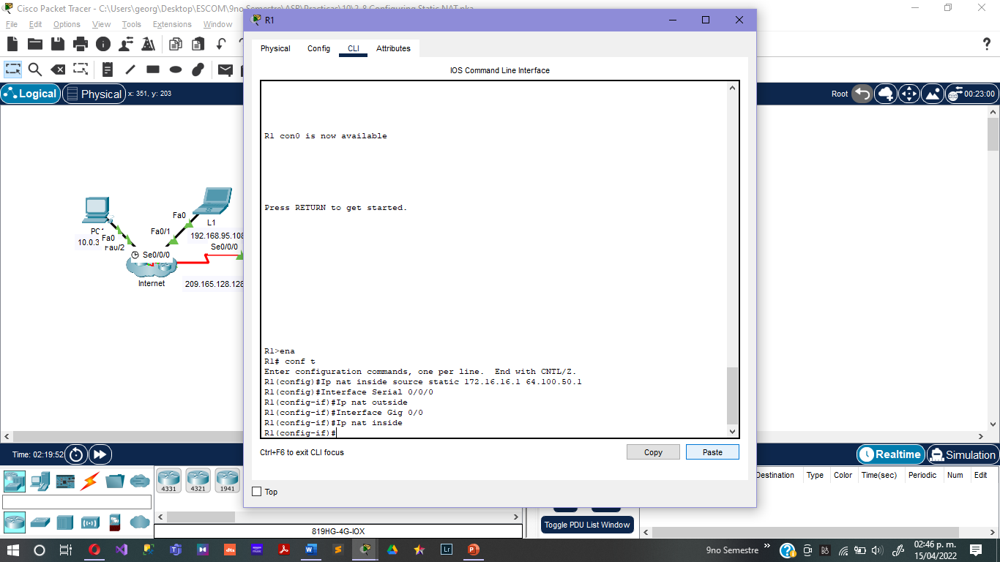 Cisco Packet Tracer - C:\Users\georg\Desktop\ESCOM\9no Semestre\ASR\Practicas\10\2.8 Configuring Static NAT.pka
File Edit Options View Tools Extensions Window
R1
Physical Config CLI Attributes
IOS Command Line Interface
Logical Physical x: 351, y: 203
Root 00:23:00
R1 con0 is now available
Press RETURN to get started.
R1>ena
R1# conf t
Enter configuration commands, one per line. End with CNTL/Z.
R1(config)#Ip nat inside source static 172.16.16.1 64.100.50.1
R1(config)#Interface Serial 0/0/0
R1(config-if)#Ip nat outside
R1(config-if)#Interface Gig 0/0
R1(config-if)#Ip nat inside
R1(config-if)#
Ctrl+F6 to exit CLI focus
Copy Paste
Top
Fa0
L1
Fa0/1
192.168.95.108
Se0/0/0
PC1
10.0.3
Fa0
Fa0/2
Se0/0/0
Internet
209.165.128.128
Time: 02:19:52
Realtime Simulation
4331 4321 1941
819HG-4G-IOX
Toggle PDU List Window
Destination Type Color Time(sec) Periodic Num Edit
9no Semestre
02:46 p. m.
15/04/2022